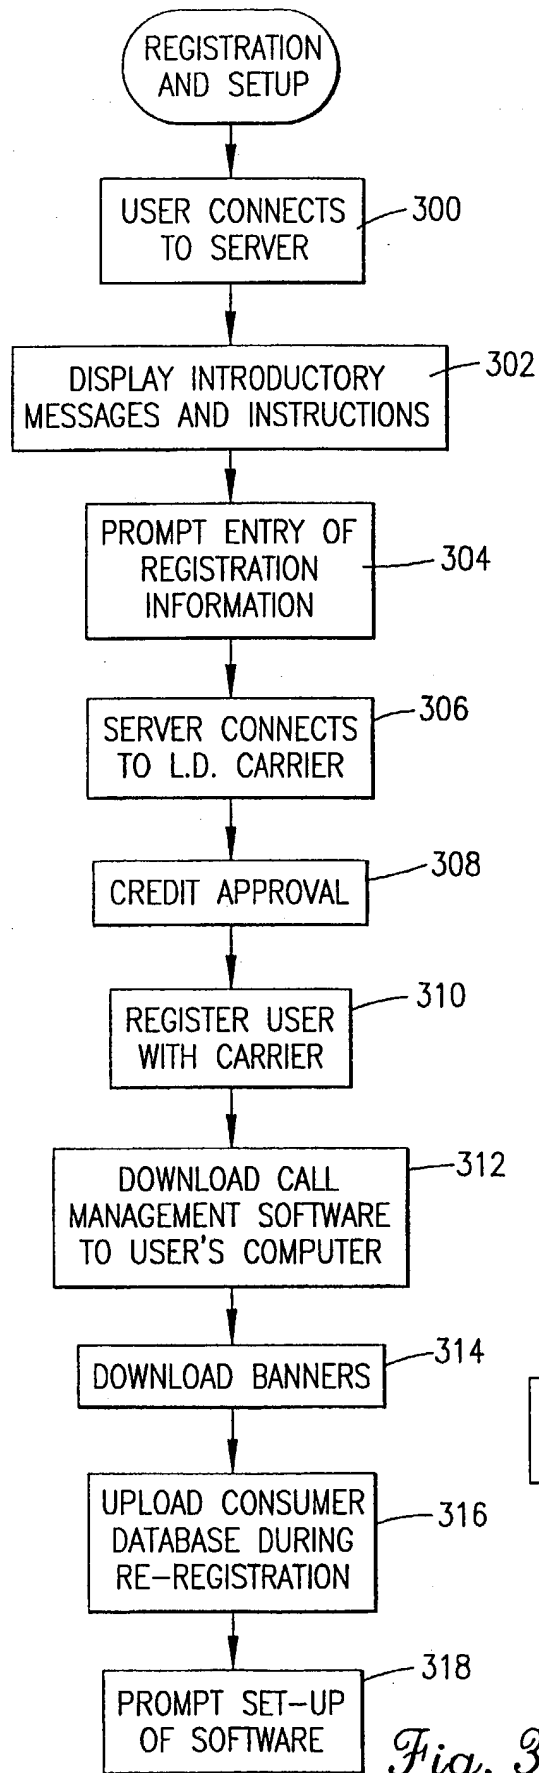 REGISTRATION
AND SETUP
USER CONNECTS
TO SERVER
300
DISPLAY INTRODUCTORY
MESSAGES AND INSTRUCTIONS
302
PROMPT ENTRY OF
REGISTRATION
INFORMATION
304
SERVER CONNECTS
TO L.D. CARRIER
306
CREDIT APPROVAL
308
REGISTER USER
WITH CARRIER
310
DOWNLOAD CALL
MANAGEMENT SOFTWARE
TO USER'S COMPUTER
312
DOWNLOAD BANNERS
314
UPLOAD CONSUMER
DATABASE DURING
RE-REGISTRATION
316
PROMPT SET-UP
OF SOFTWARE
318
Fig. 3